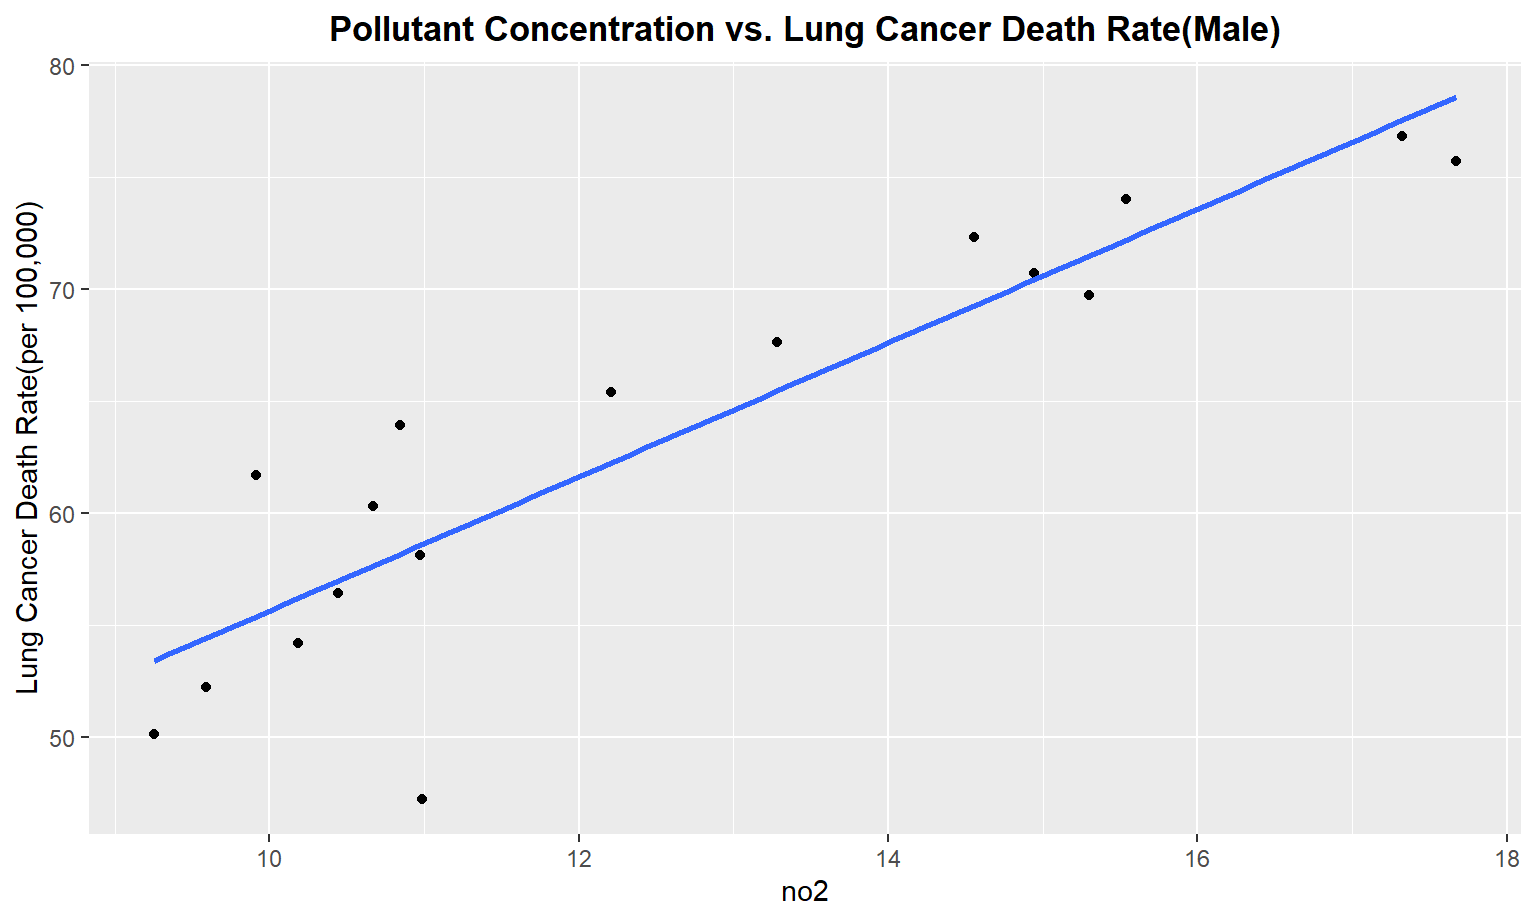 Pollutant Concentration vs. Lung Cancer Death Rate(Male)
Lung Cancer Death Rate(per 100,000)
80
70
60
50
10 12 14 16 18
no2